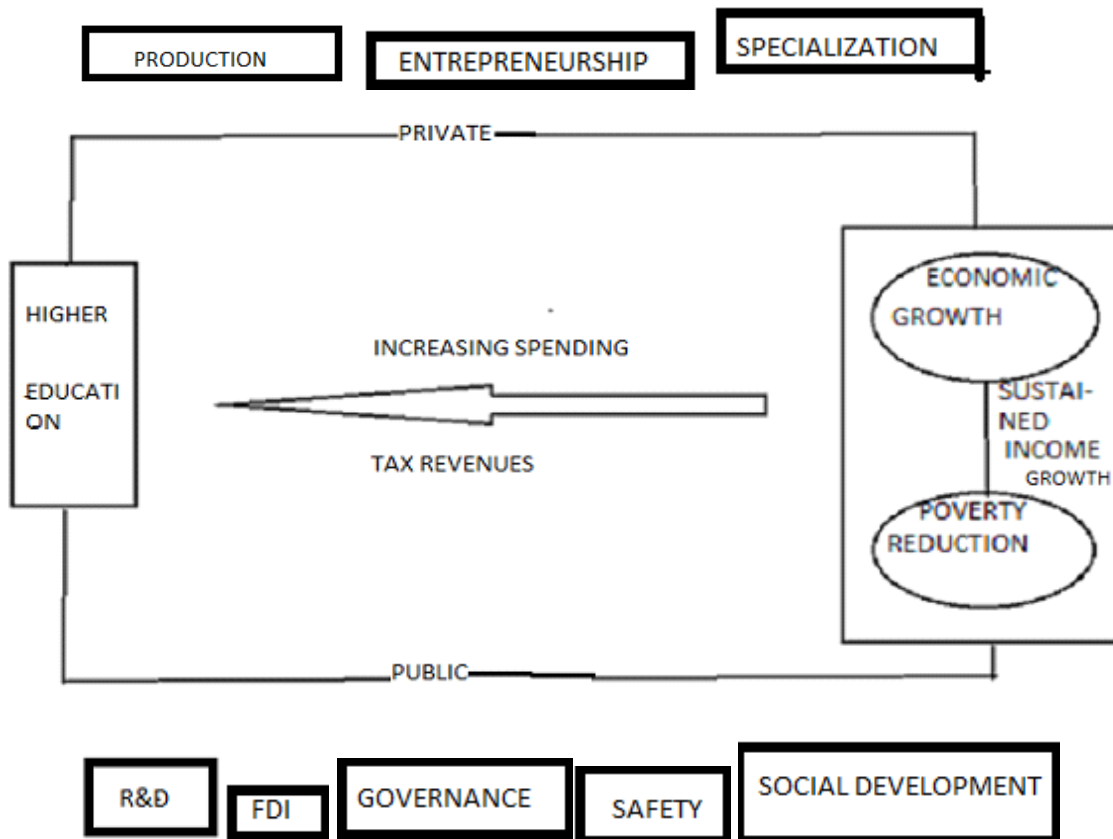 PRODUCTION
ENTREPRENEURSHIP
SPECIALIZATION
PRIVATE
HIGHER
EDUCATI
ON
INCREASING SPENDING
TAX REVENUES
ECONOMIC
GROWTH
SUSTAI-
NED
INCOME
GROWTH
POVERTY
REDUCTION
PUBLIC
R&D
FDI
GOVERNANCE
SAFETY
SOCIAL DEVELOPMENT